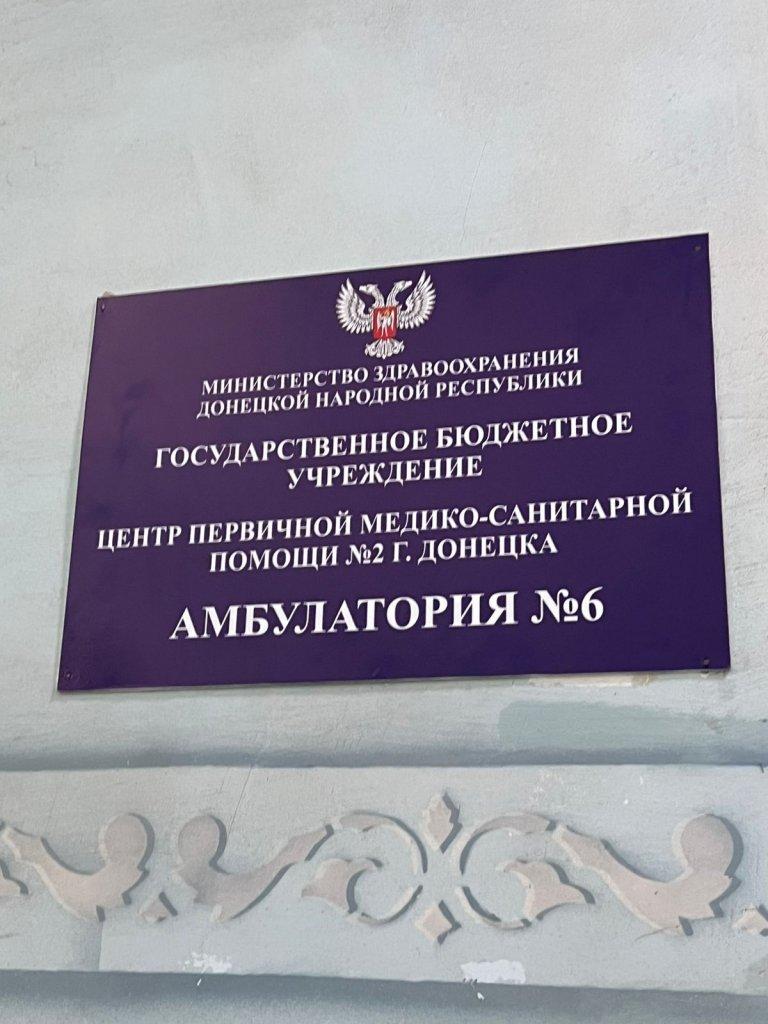 МИНИСТЕРСТВО ЗДРАВООХРАНЕНИЯ
ДОНЕЦКОЙ НАРОДНОЙ РЕСПУБЛИКИ
ГОСУДАРСТВЕННОЕ БЮДЖЕТНОЕ
УЧРЕЖДЕНИЕ
ЦЕНТР ПЕРВИЧНОЙ МЕДИКО-САНИТАРНОЙ
ПОМОЩИ №2 Г. ДОНЕЦКА
АМБУЛАТОРИЯ №6